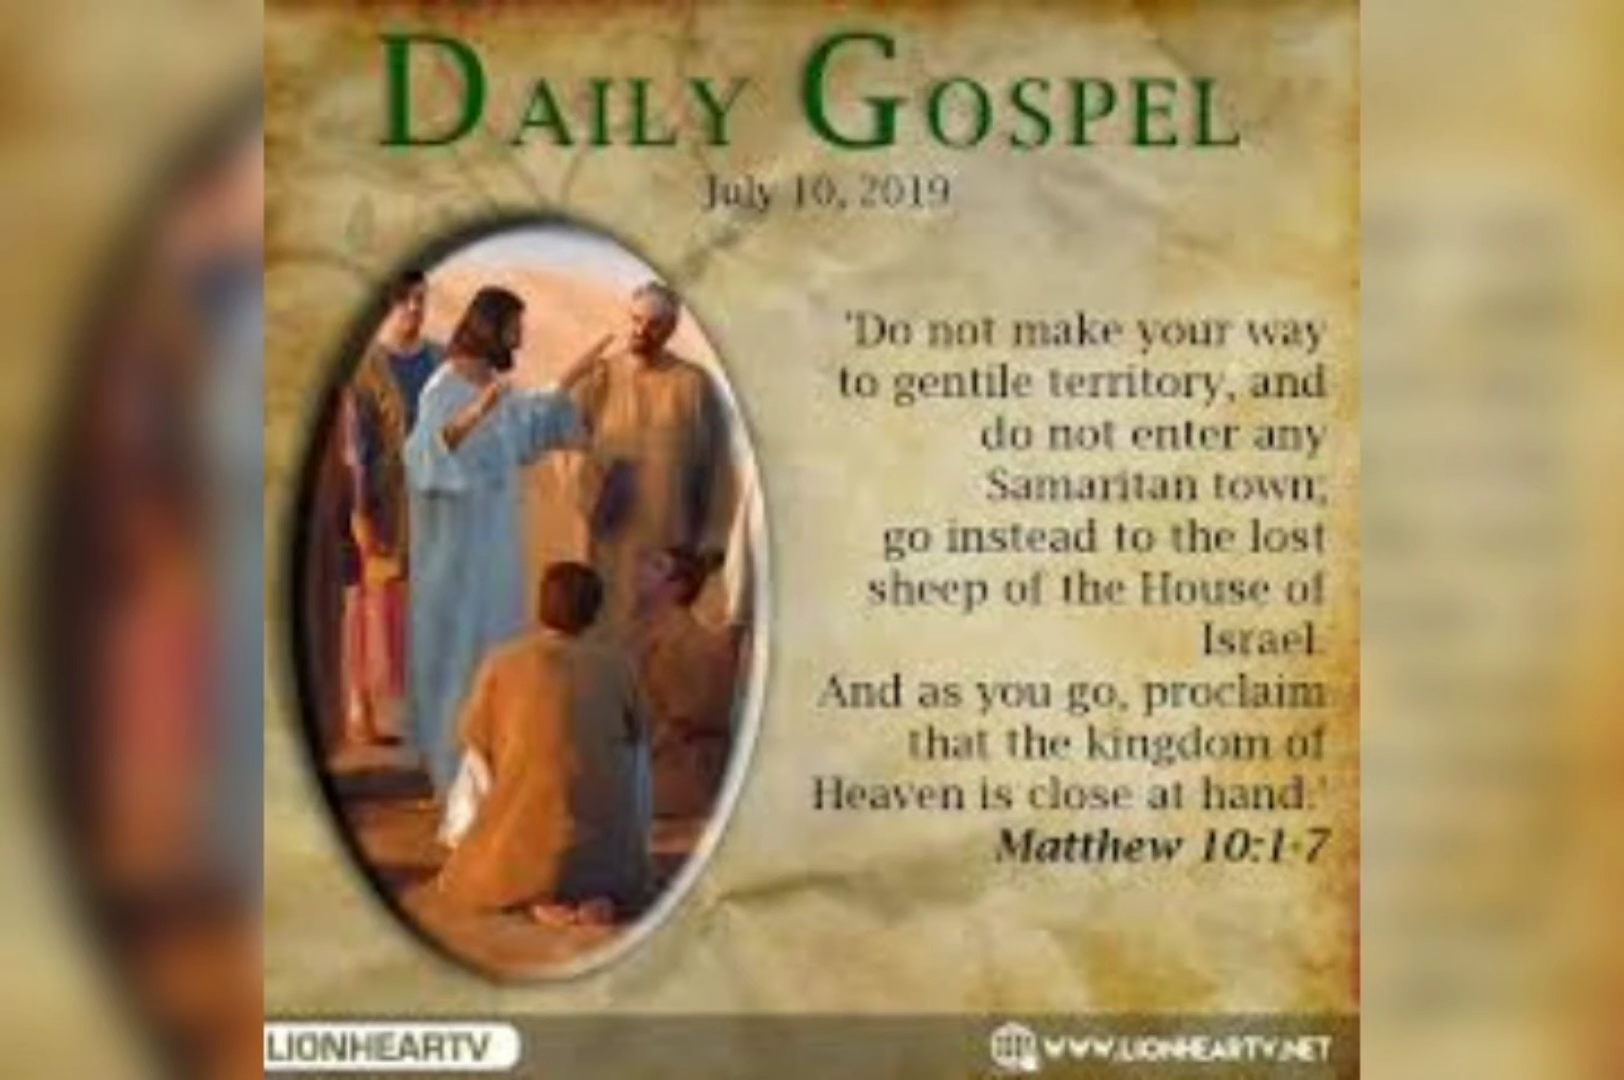 DAILY GOSPEL
July 10, 2019
'Do not make your way
to gentile territory, and
do not enter any
Samaritan town;
go instead to the lost
sheep of the House of
Israel.
And as you go, proclaim
that the kingdom of
Heaven is close at hand.'
Matthew 10:1-7
LIONHEARTV
WWW.LIONHEARTV.NET